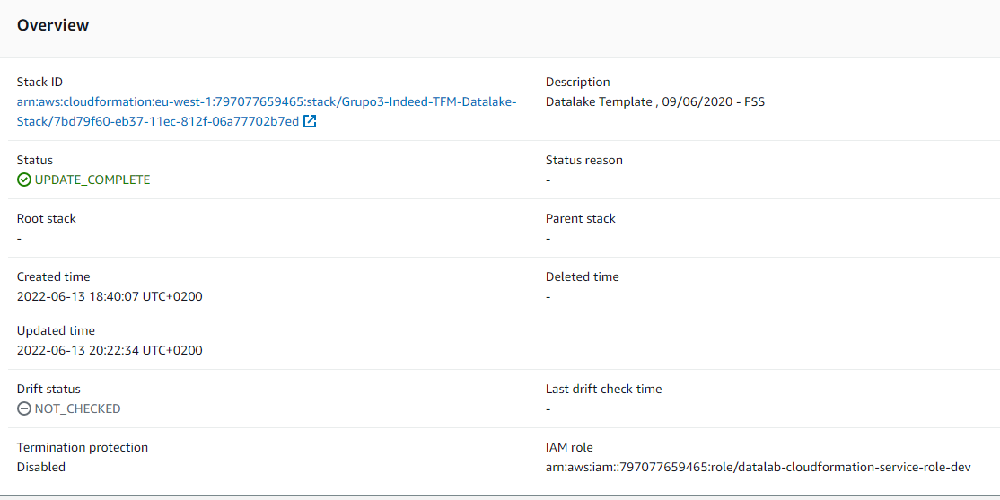 Overview
Stack ID
arn:aws:cloudformation:eu-west-1:797077659465:stack/Grupo3-Indeed-TFM-Datalake-
Stack/7bd79f60-eb37-11ec-812f-06a77702b7ed
Description
Datalake Template , 09/06/2020 - FSS
Status
UPDATE_COMPLETE
Status reason
-
Root stack
-
Parent stack
-
Created time
2022-06-13 18:40:07 UTC+0200
Deleted time
-
Updated time
2022-06-13 20:22:34 UTC+0200
Drift status
NOT_CHECKED
Last drift check time
-
Termination protection
Disabled
IAM role
arn:aws:iam::797077659465:role/datalab-cloudformation-service-role-dev